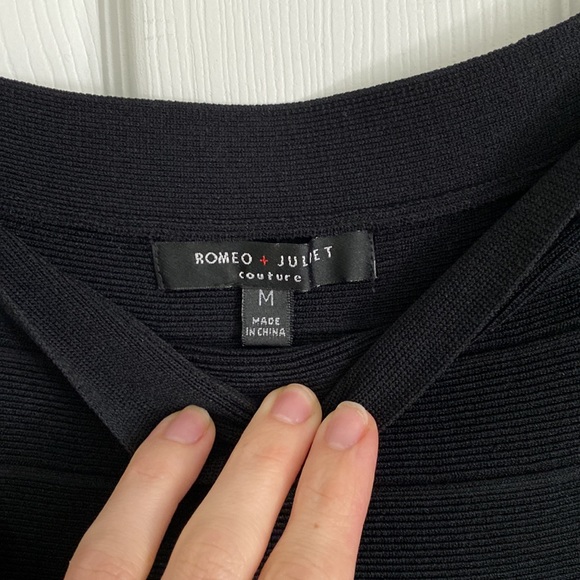 ROMEO + JULIET
couture
M
MADE
IN CHINA